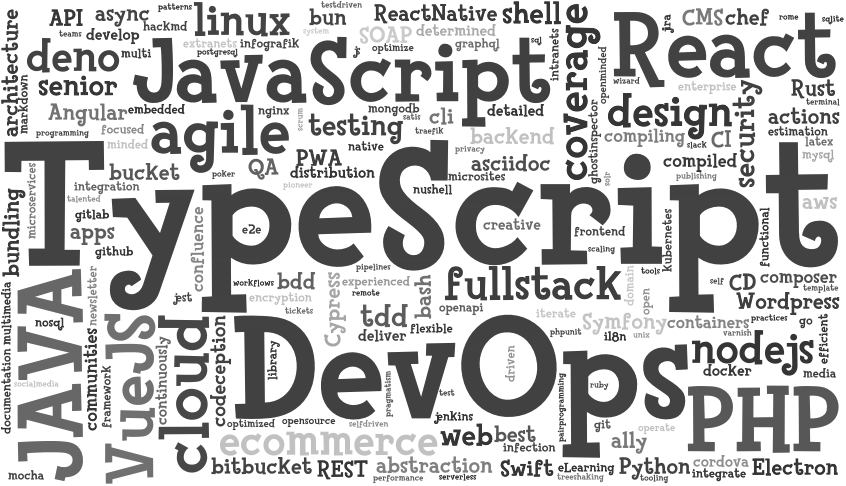 patterns
testdriven
API
async
linux
bun
ReactNative
shell
jra
CMS
chef
rome
sqlite
teams
develop
hackmd
extranets
infografik
system
SOAP
determined
React
architecture
deno
multi
postgresql
JavaScript
jr
optimize
graphql
sql
intranets
coverage
openminded
wizard
enterprise
Rust
terminal
markdown
senior
Angular
embedded
nginx
scrum
mongodb
satis
cli
detailed
design
security
actions
programming
focused
minded
agile
testing
traefik
backend
ghostinspector
compiling
slack
CI
estimation
latex
mysql
native
privacy
bucket
poker
QA
PWA
distribution
asciidoc
microsites
solr
compiled
publishing
microservices
integration
talented
TypeScript
pioneer
nushell
aws
bundling
gitlab
apps
github
confluence
e2e
creative
frontend
scaling
kubernetes
functional
JAVA
newsletter
workflows
bdd
pipelines
experienced
remote
bash
fullstack
domain
tools
open
self
CD
composer
template
documentation
multimedia
jest
encryption
tickets
Cypress
tdd
openapi
Wordpress
nosql
communities
VueJS
continuously
cloud
codeception
library
DevOps
deliver
flexible
iterate
phpunit
Symfony
i18n
unix
containers
varnish
practices
go
efficient
socialmedia
framework
pragmatism
driven
nodejs
docker
media
test
pairprogramming
ruby
PHP
optimized
opensource
selfdriven
jenkins
git
operate
ecommerce
web
best
infection
ally
mocha
bitbucket
REST
abstraction
performance
serverless
Swift
eLearning
treeshaking
Python
tooling
cordova
integrate
Electron